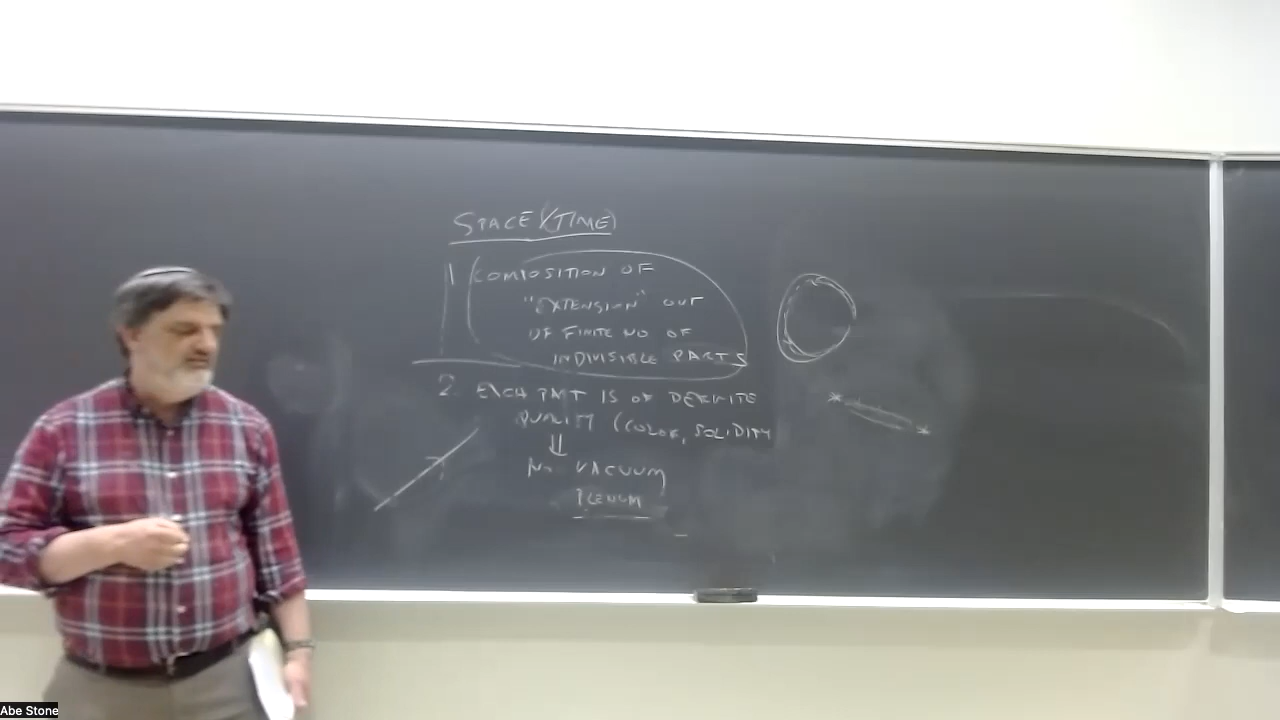 SPACE (TIME)
1 COMPOSITION OF
"EXTENSION" OUT
OF FINITE NO OF
INDIVISIBLE PARTS
2. EACH PART IS OF DEFINITE
QUALITY (COLOR, SOLIDITY
⇓
NO VACUUM
PLENUM
Abe Stone